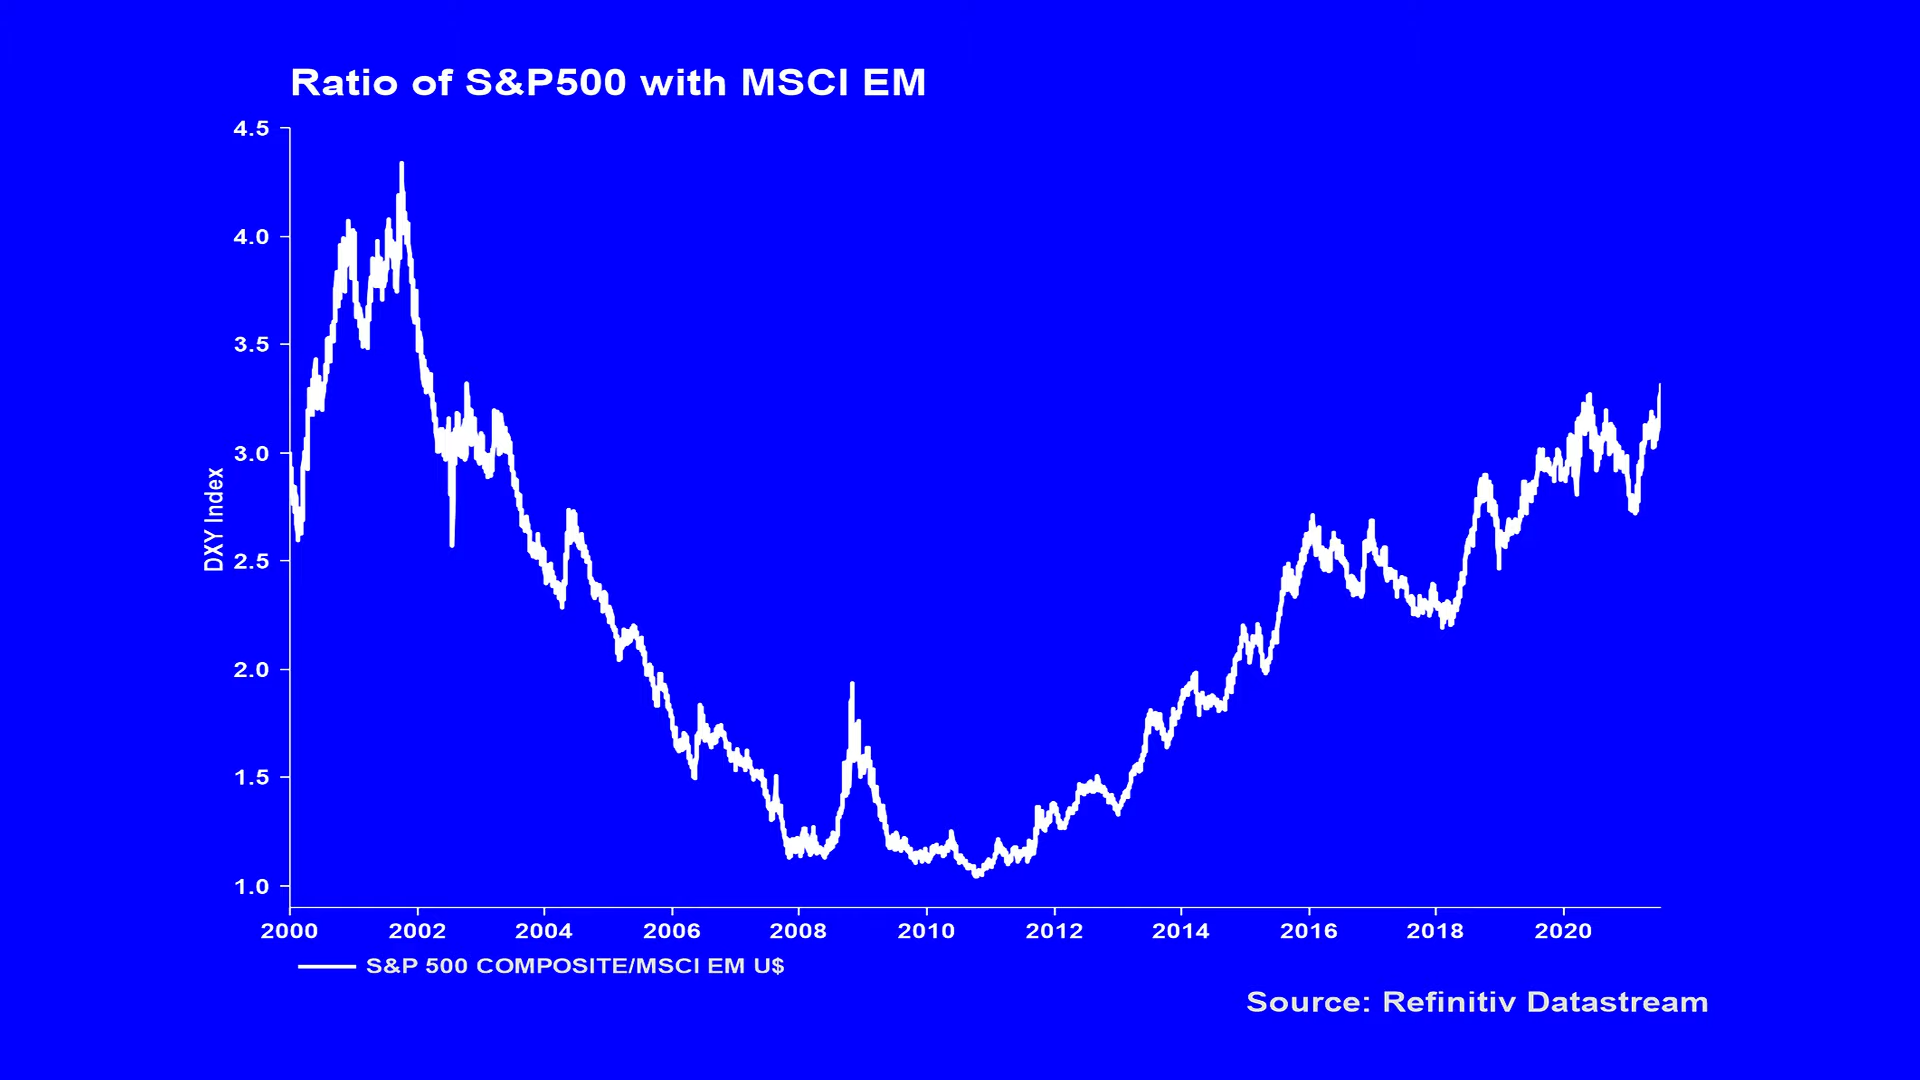 Ratio of S&P500 with MSCI EM
4.5
4.0
3.5
3.0
2.5
2.0
1.5
1.0
DXY Index
2000 2002 2004 2006 2008 2010 2012 2014 2016 2018 2020
S&P 500 COMPOSITE/MSCI EM U$
Source: Refinitiv Datastream